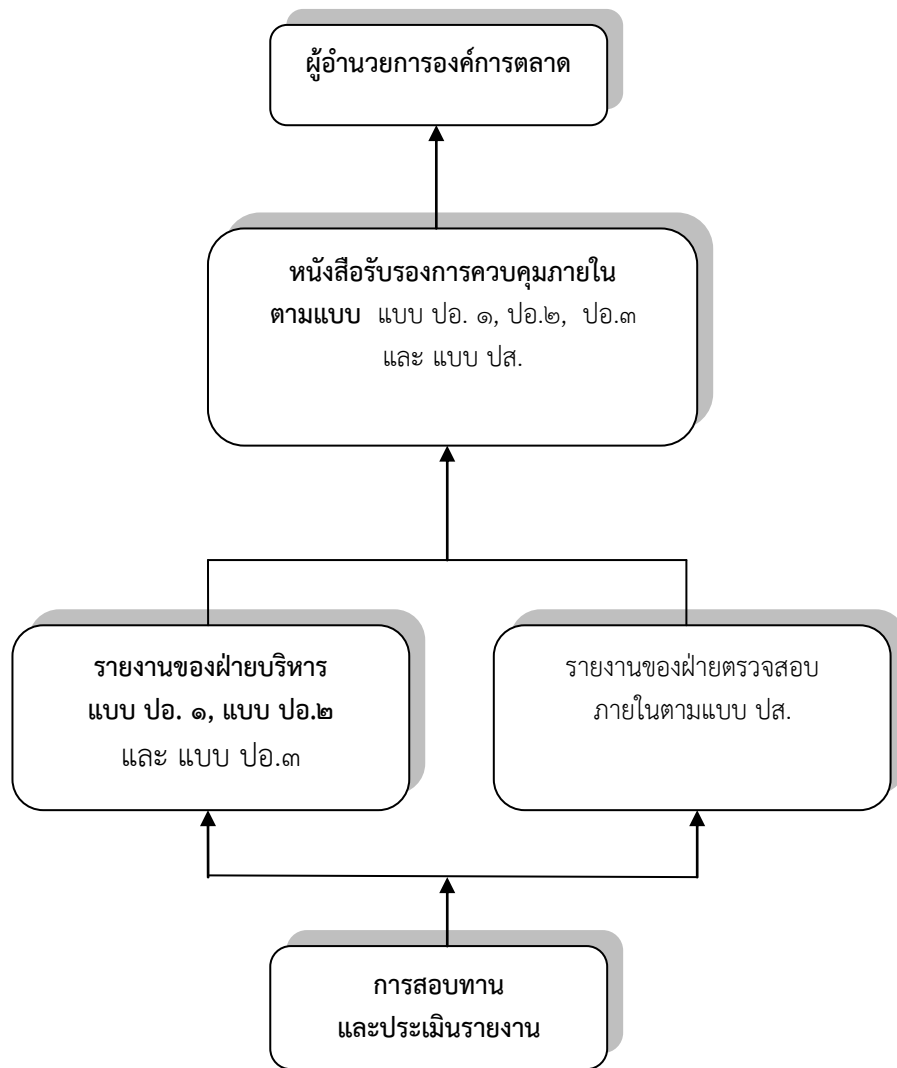 ผู้อำนวยการองค์การตลาด
หนังสือรับรองการควบคุมภายใน
ตามแบบ แบบ ปอ. ๑, ปอ.๒, ปอ.๓
และ แบบ ปส.
รายงานของฝ่ายบริหาร
แบบ ปอ. ๑, แบบ ปอ.๒
และ แบบ ปอ.๓
รายงานของฝ่ายตรวจสอบ
ภายในตามแบบ ปส.
การสอบทาน
และประเมินรายงาน